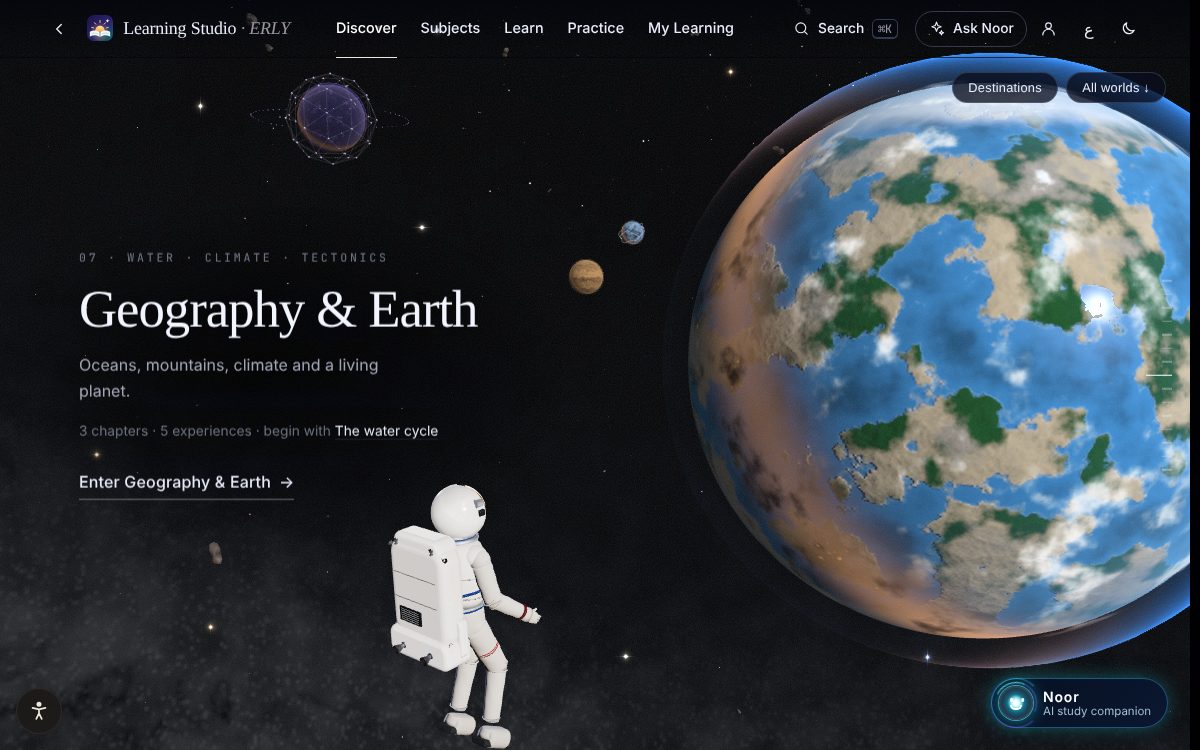 Learning Studio · ERLY
Discover
Subjects
Learn
Practice
My Learning
Search
⌘K
Ask Noor
ع
Destinations
All worlds ↓
07 · WATER · CLIMATE · TECTONICS
Geography & Earth
Oceans, mountains, climate and a living
planet.
3 chapters · 5 experiences · begin with The water cycle
Enter Geography & Earth →
Noor
AI study companion